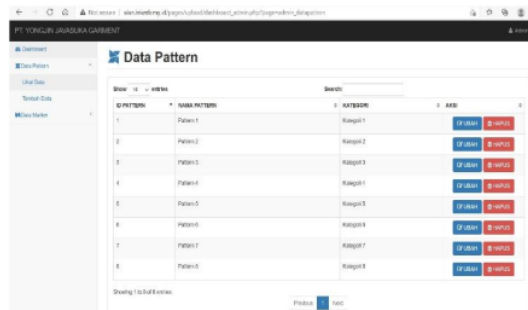 Not secure
PT. YONGJIN JAVASUKA GARMENT
Admin
Dashboard
Data Pattern
Lihat Data
Tambah Data
Data Marker
Data Pattern
Show 10 entries
Search:
ID PATTERN NAMA PATTERN KATEGORI AKSI
1 Pattern 1 Kategori 1 UBAH HAPUS
2 Pattern 2 Kategori 2 UBAH HAPUS
3 Pattern 3 Kategori 3 UBAH HAPUS
4 Pattern 4 Kategori 4 UBAH HAPUS
5 Pattern 5 Kategori 5 UBAH HAPUS
6 Pattern 6 Kategori 6 UBAH HAPUS
7 Pattern 7 Kategori 7 UBAH HAPUS
8 Pattern 8 Kategori 8 UBAH HAPUS
Showing 1 to 8 of 8 entries
Previous 1 Next